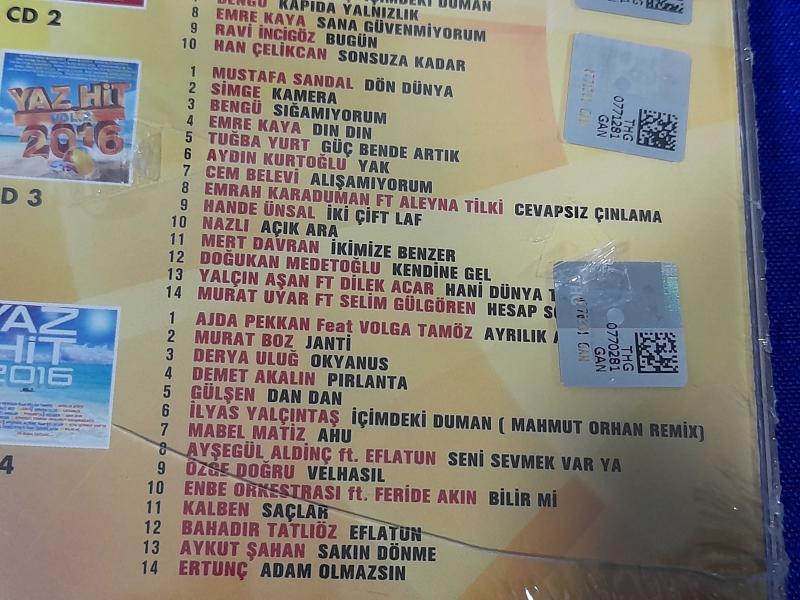 BENGÜ KAPIDA YALNIZLIK
8 EMRE KAYA SANA GÜVENMİYORUM
9 RAVİ İNCİGÖZ BUGÜN
10 HAN ÇELİKCAN SONSUZA KADAR
CD 2
YAZ HiT
2016
1 MUSTAFA SANDAL DÖN DÜNYA
2 SİMGE KAMERA
3 BENGÜ SIĞAMIYORUM
4 EMRE KAYA DIN DIN
5 TUĞBA YURT GÜÇ BENDE ARTIK
6 AYDIN KURTOĞLU YAK
7 CEM BELEVİ ALIŞAMIYORUM
8 EMRAH KARADUMAN FT ALEYNA TİLKİ CEVAPSIZ ÇINLAMA
9 HANDE ÜNSAL İKİ ÇİFT LAF
10 NAZLI AÇIK ARA
11 MERT DAVRAN İKİMİZE BENZER
12 DOĞUKAN MEDETOĞLU KENDİNE GEL
13 YALÇIN AŞAN FT DİLEK ACAR HANİ DÜNYA
14 MURAT UYAR FT SELİM GÜLGÖREN HESAP
D 3
YAZ
HiT
2016
1 AJDA PEKKAN Feat VOLGA TAMÖZ AYRILIK
2 MURAT BOZ JANTİ
3 DERYA ULUĞ OKYANUS
4 DEMET AKALIN PIRLANTA
5 GÜLŞEN DAN DAN
6 İLYAS YALÇINTAŞ İÇİMDEKİ DUMAN ( MAHMUT ORHAN REMIX)
7 MABEL MATİZ AHU
8 AYŞEGÜL ALDİNÇ ft. EFLATUN SENİ SEVMEK VAR YA
9 ÖZGE DOĞRU VELHASIL
10 ENBE ORKESTRASI ft. FERİDE AKIN BİLİR Mİ
11 KALBEN SAÇLAR
12 BAHADIR TATLIÖZ EFLATUN
13 AYKUT ŞAHAN SAKIN DÖNME
14 ERTUNÇ ADAM OLMAZSIN
4
THG
0771281
GAN
THG
0770281
GAN